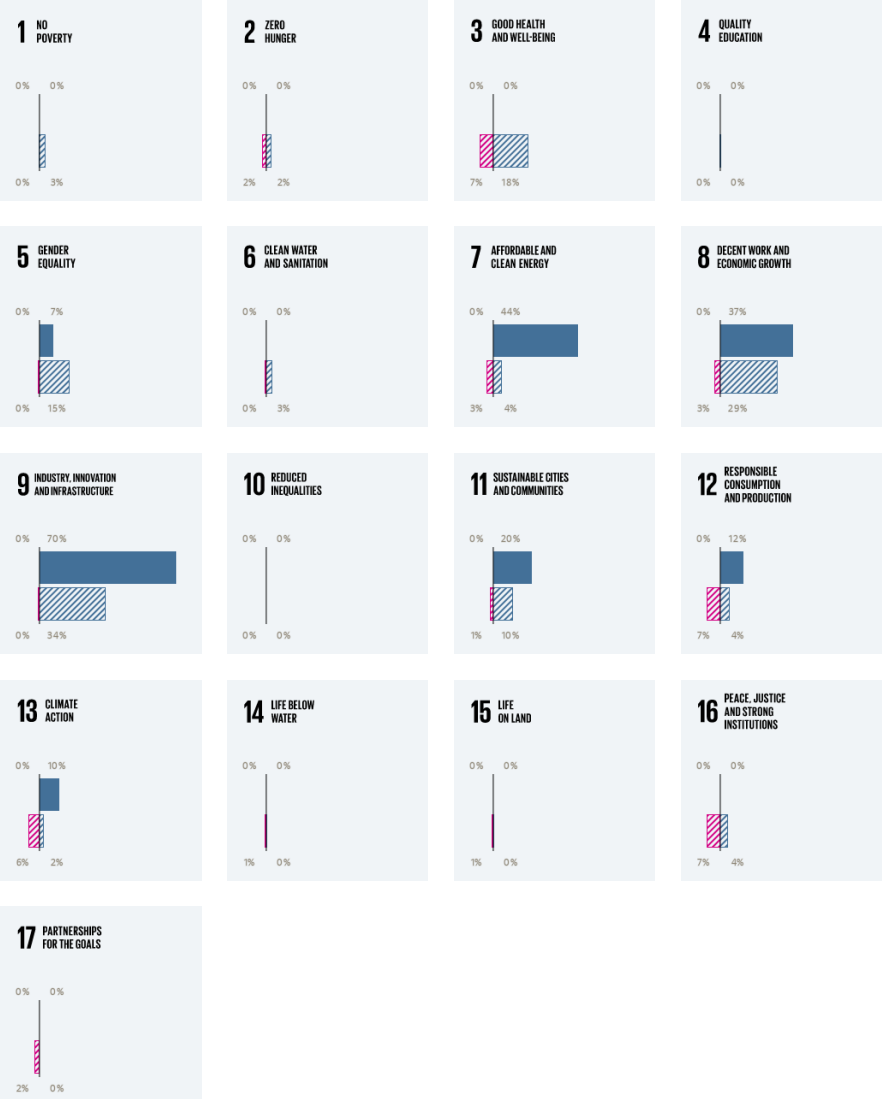 1 NO
POVERTY
0% 0%
0% 3%
2 ZERO
HUNGER
0% 0%
2% 2%
3 GOOD HEALTH
AND WELL-BEING
0% 0%
7% 18%
4 QUALITY
EDUCATION
0% 0%
0% 0%
5 GENDER
EQUALITY
0% 7%
0% 15%
6 CLEAN WATER
AND SANITATION
0% 0%
0% 3%
7 AFFORDABLE AND
CLEAN ENERGY
0% 44%
3% 4%
8 DECENT WORK AND
ECONOMIC GROWTH
0% 37%
3% 29%
9 INDUSTRY, INNOVATION
AND INFRASTRUCTURE
0% 70%
0% 34%
10 REDUCED
INEQUALITIES
0% 0%
0% 0%
11 SUSTAINABLE CITIES
AND COMMUNITIES
0% 20%
1% 10%
12 RESPONSIBLE
CONSUMPTION
AND PRODUCTION
0% 12%
7% 4%
13 CLIMATE
ACTION
0% 10%
6% 2%
14 LIFE BELOW
WATER
0% 0%
1% 0%
15 LIFE
ON LAND
0% 0%
1% 0%
16 PEACE, JUSTICE
AND STRONG
INSTITUTIONS
0% 0%
7% 4%
17 PARTNERSHIPS
FOR THE GOALS
0% 0%
2% 0%